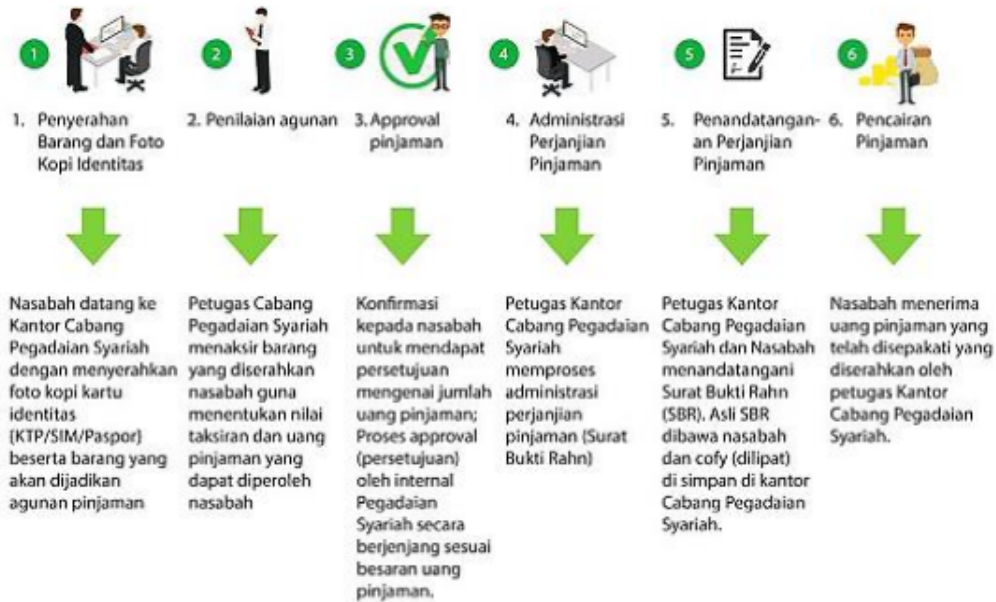 1
2
3
4
5
6
1. Penyerahan
Barang dan Foto
Kopi Identitas
2. Penilaian agunan
3. Approval
pinjaman
4. Administrasi
Perjanjian
Pinjaman
5. Penandatangan-
an Perjanjian
Pinjaman
6. Pencairan
Pinjaman
Nasabah datang ke
Kantor Cabang
Pegadaian Syariah
dengan menyerahkan
foto kopi kartu
identitas
(KTP/SIM/Paspor)
beserta barang yang
akan dijadikan
agunan pinjaman
Petugas Cabang
Pegadaian Syariah
menaksir barang
yang diserahkan
nasabah guna
menentukan nilai
taksiran dan uang
pinjaman yang
dapat diperoleh
nasabah
Konfirmasi
kepada nasabah
untuk mendapat
persetujuan
mengenai jumlah
uang pinjaman;
Proses approval
(persetujuan)
oleh internal
Pegadaian
Syariah secara
berjenjang sesuai
besaran uang
pinjaman.
Petugas Kantor
Cabang Pegadaian
Syariah
memproses
administrasi
perjanjian
pinjaman (Surat
Bukti Rahn)
Petugas Kantor
Cabang Pegadaian
Syariah dan Nasabah
menandatangani
Surat Bukti Rahn
(SBR). Asli SBR
dibawa nasabah
dan cofy (dilipat)
di simpan di kantor
Cabang Pegadaian
Syariah.
Nasabah menerima
uang pinjaman yang
telah disepakati yang
diserahkan oleh
petugas Kantor
Cabang Pegadaian
Syariah.